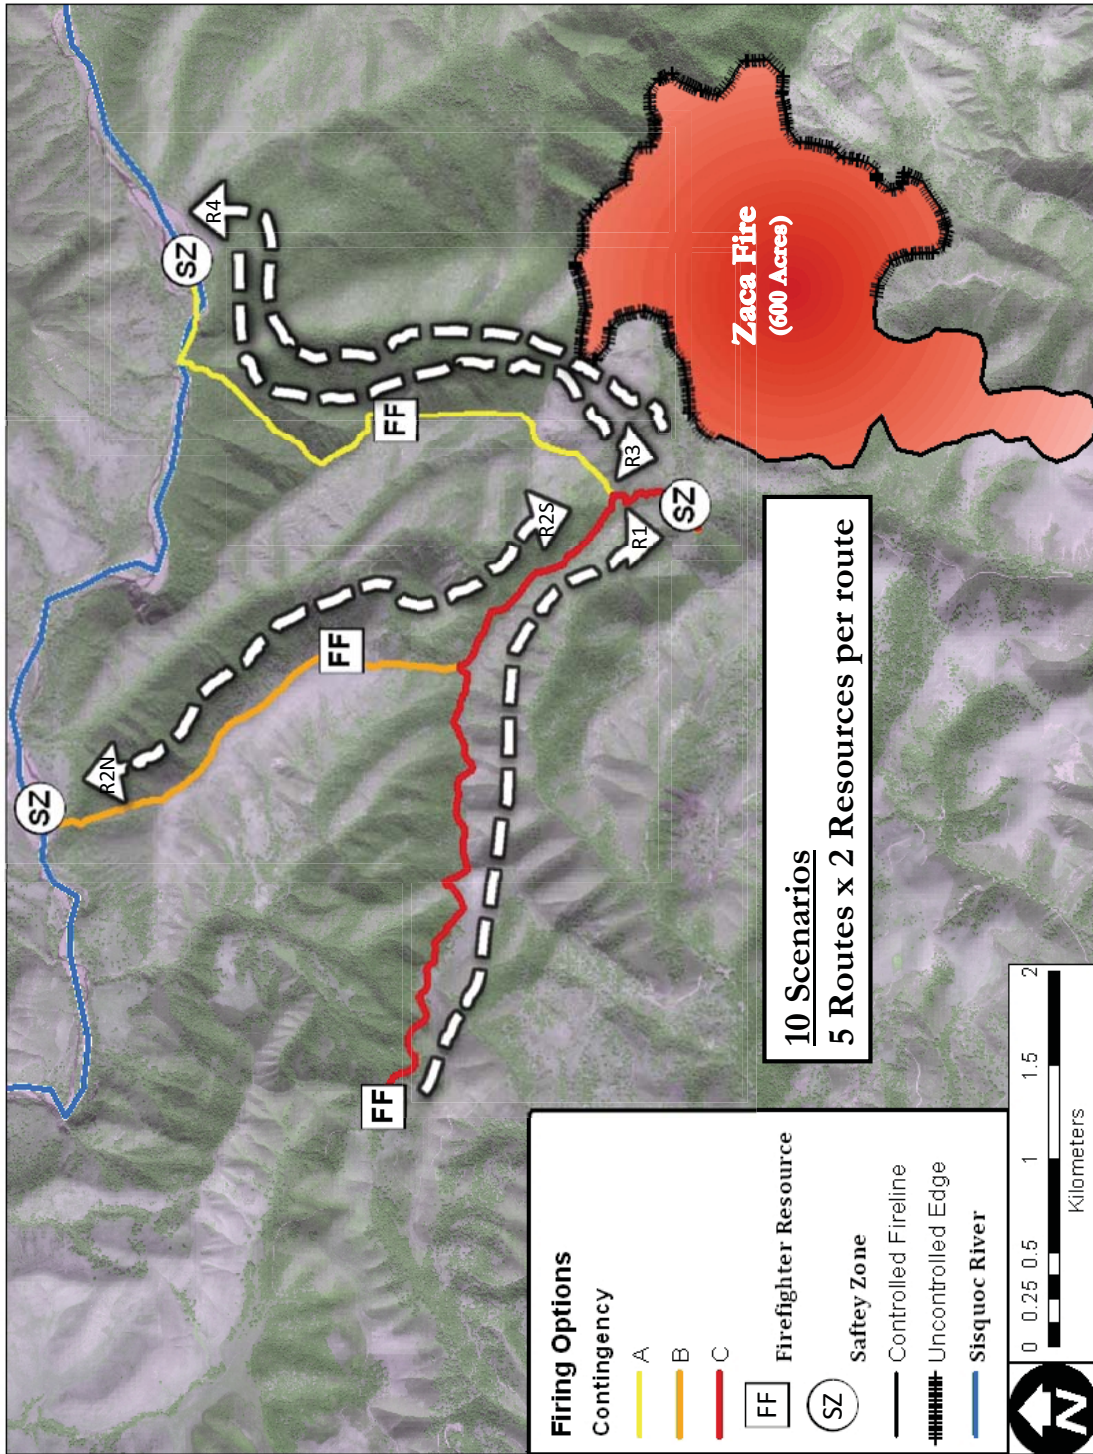 SZ
R2N
SZ
R4
FF
FF
R2S
R3
R1
SZ
FF
Zaca Fire
(600 Acres)
10 Scenarios
5 Routes x 2 Resources per route
Firing Options
Contingency
A
B
C
FF Firefighter Resource
SZ Saftey Zone
Controlled Fireline
Uncontrolled Edge
Sisquoc River
N
0 0.25 0.5 1 1.5 2
Kilometers